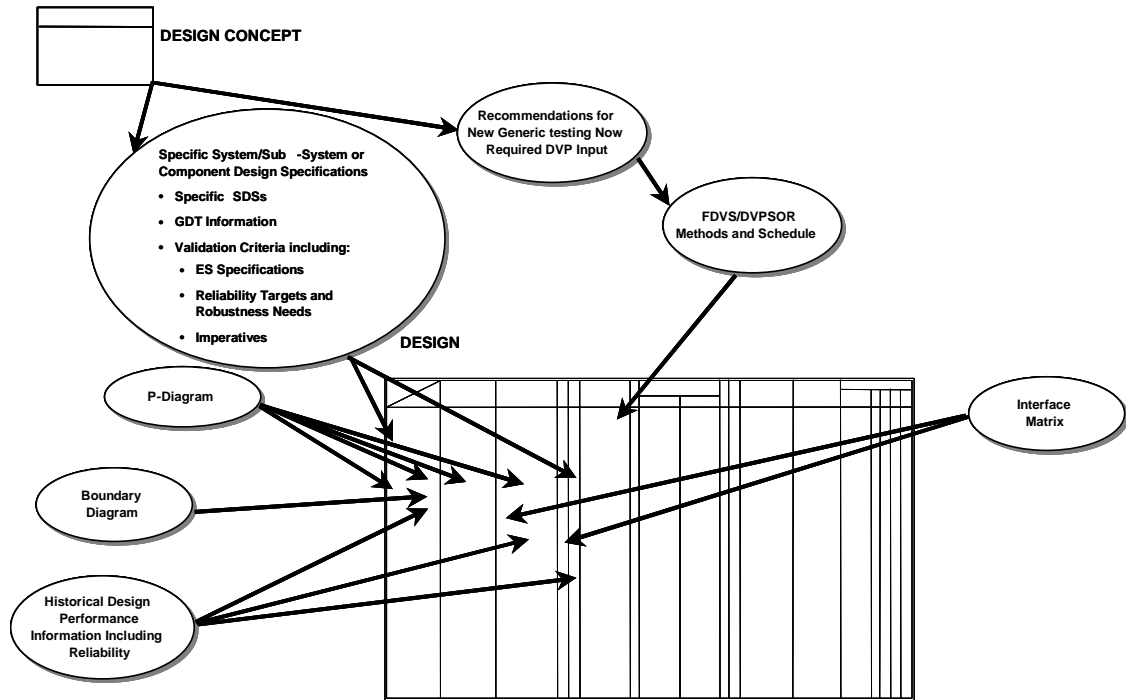 DESIGN CONCEPT
Recommendations for
New Generic testing Now
Required DVP Input
Specific System/Sub -System or
Component Design Specifications
• Specific SDSs
• GDT Information
• Validation Criteria including:
• ES Specifications
• Reliability Targets and
Robustness Needs
• Imperatives
FDVS/DVPSOR
Methods and Schedule
DESIGN
P-Diagram
Interface
Matrix
Boundary
Diagram
Historical Design
Performance
Information Including
Reliability